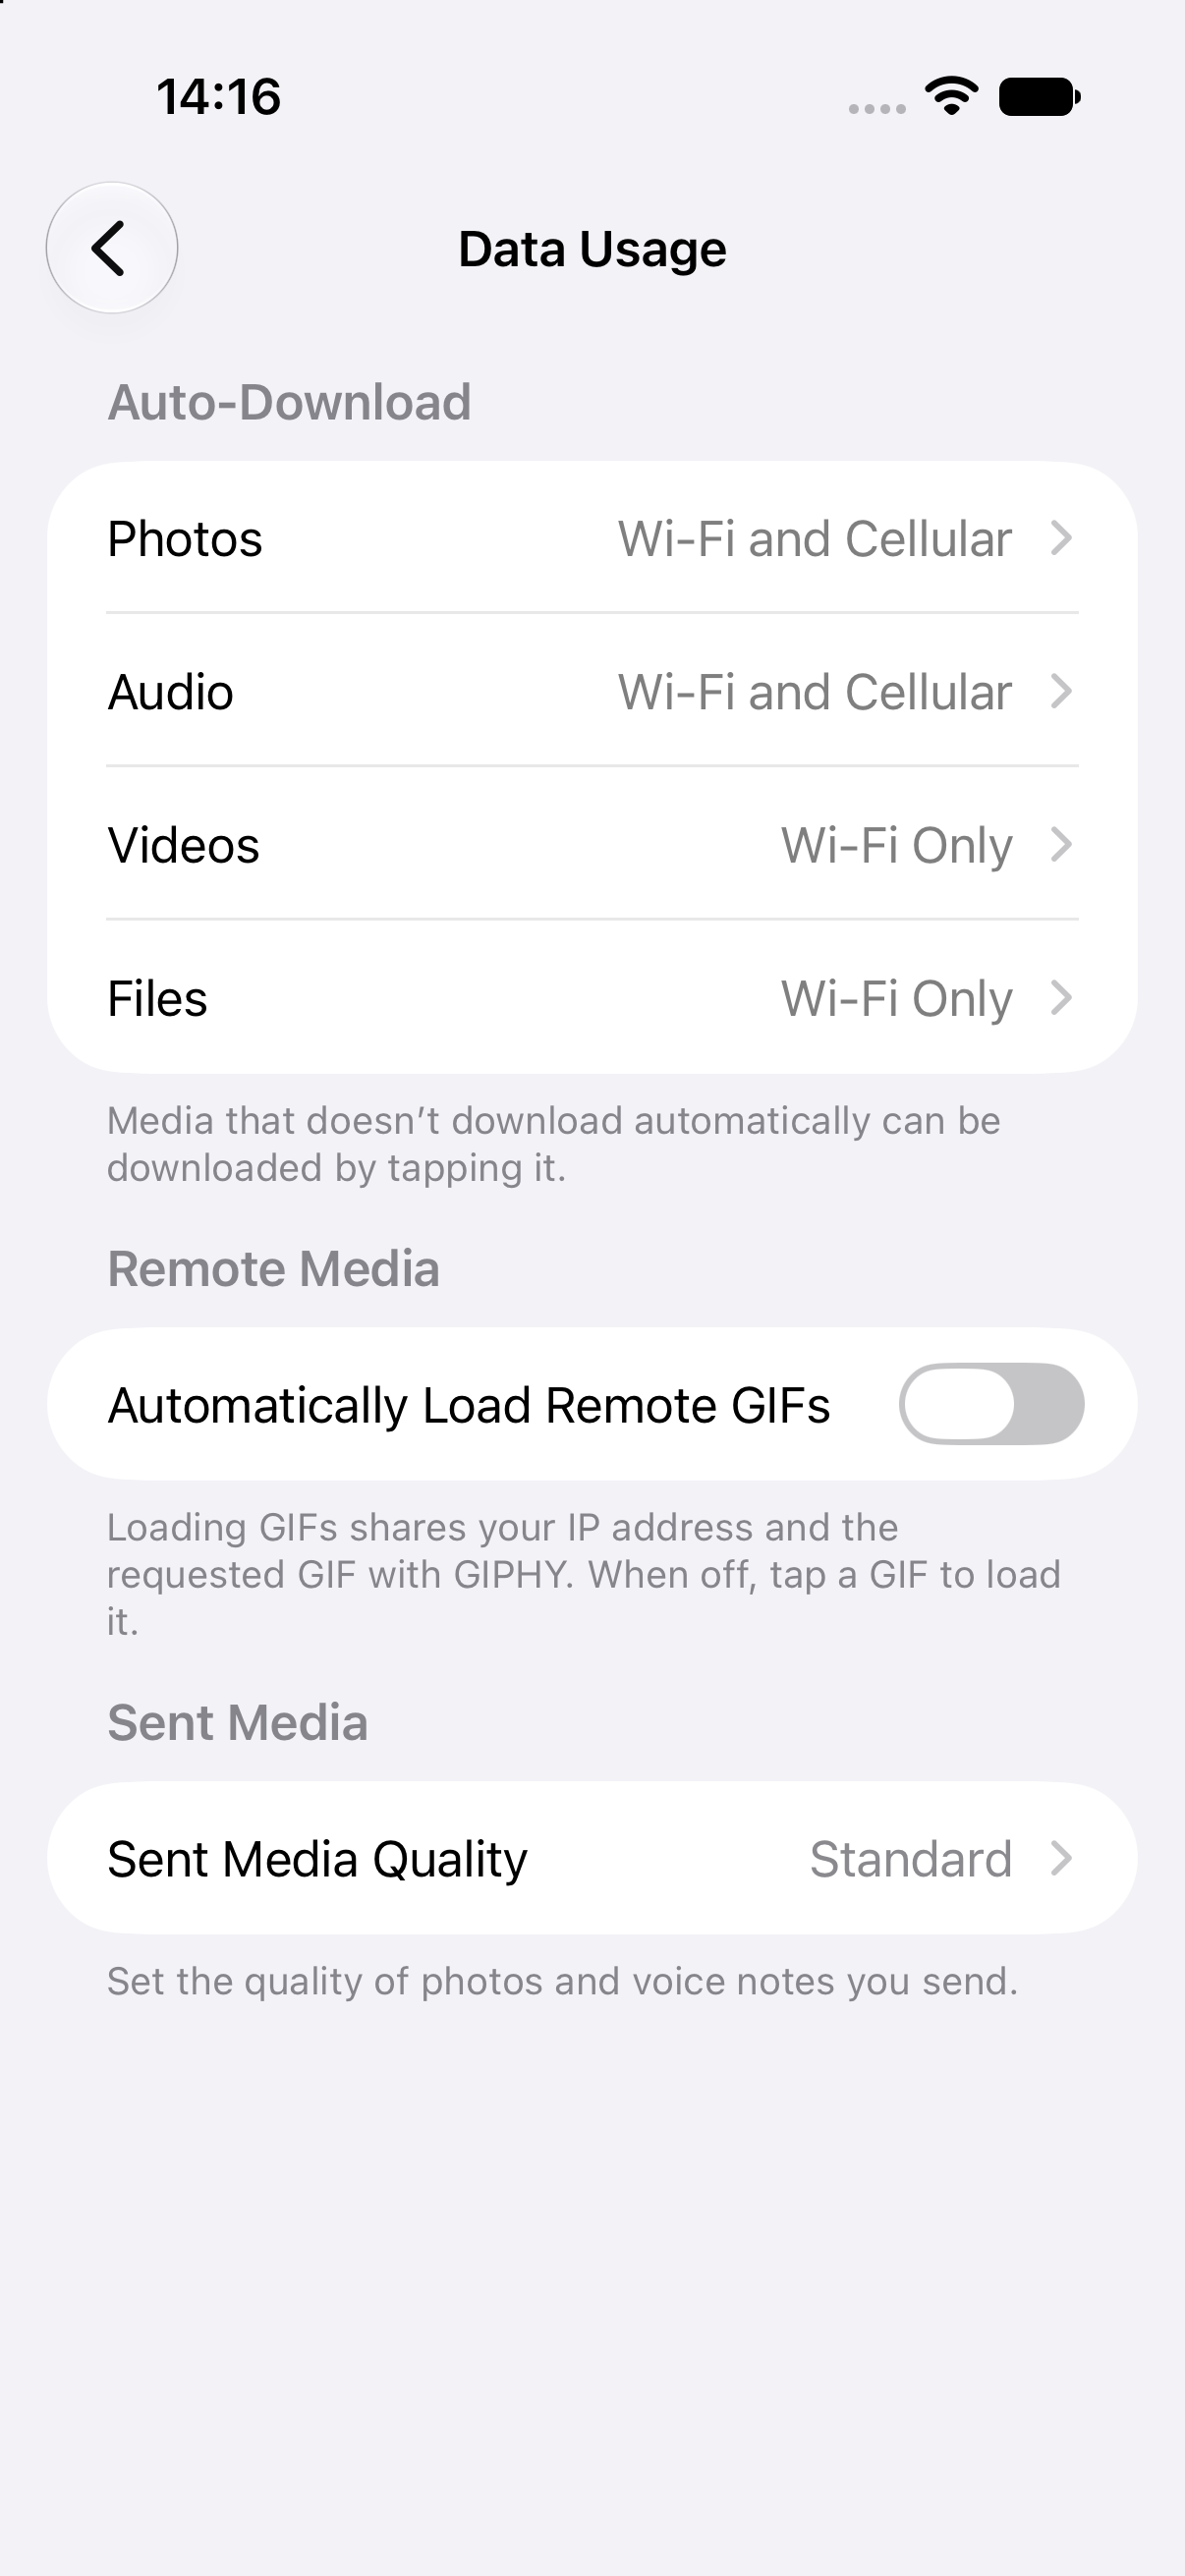 14:16
Data Usage
Auto-Download
Photos Wi-Fi and Cellular
Audio Wi-Fi and Cellular
Videos Wi-Fi Only
Files Wi-Fi Only
Media that doesn’t download automatically can be
downloaded by tapping it.
Remote Media
Automatically Load Remote GIFs
Loading GIFs shares your IP address and the
requested GIF with GIPHY. When off, tap a GIF to load
it.
Sent Media
Sent Media Quality Standard
Set the quality of photos and voice notes you send.